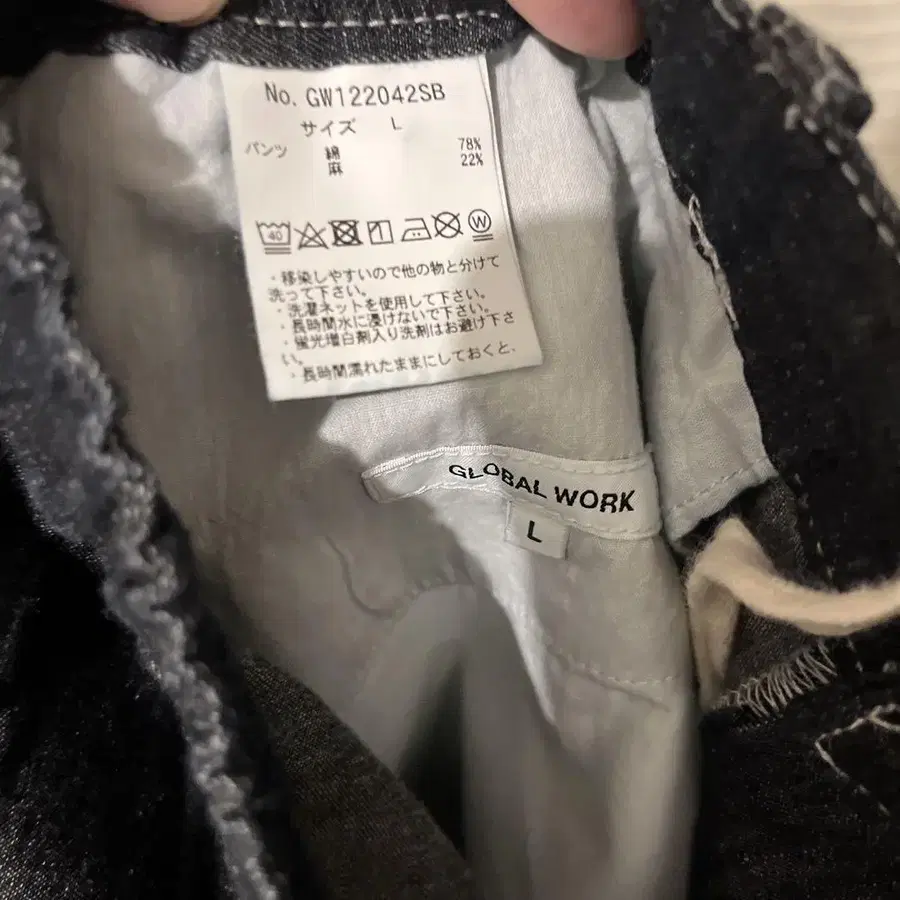 No. GW122042SB
サイズ L
パンツ 綿 78%
麻 22%
40
W
・移染しやすいので他の物と分けて
洗って下さい。
・洗濯ネットを使用して下さい。
・長時間水に浸けないで下さい。
・蛍光増白剤入り洗剤はお避け下さ
い。
・長時間濡れたままにしておくと、
GLOBAL WORK
L